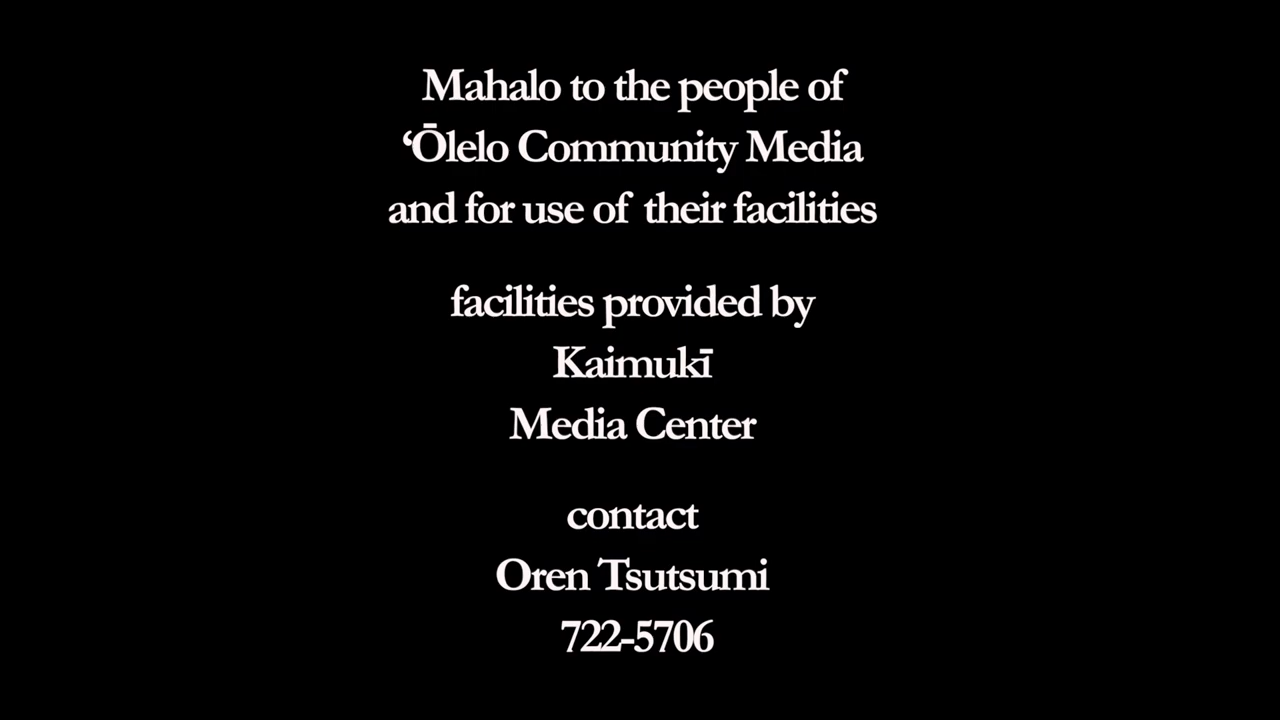 Mahalo to the people of
‘Ōlelo Community Media
and for use of their facilities
facilities provided by
Kaimukī
Media Center
contact
Oren Tsutsumi
722-5706